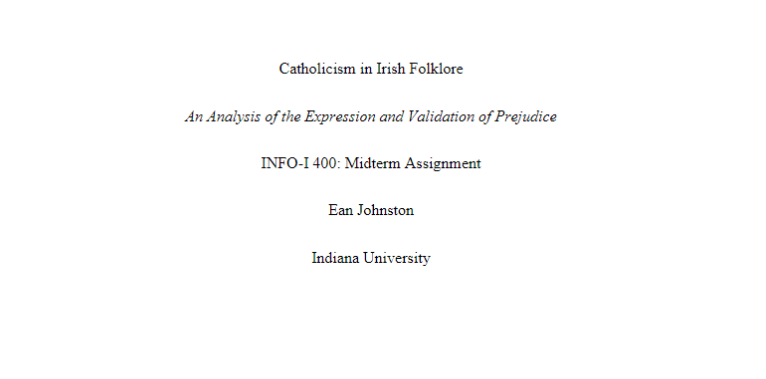 Catholicism in Irish Folklore
An Analysis of the Expression and Validation of Prejudice
INFO-I 400: Midterm Assignment
Ean Johnston
Indiana University